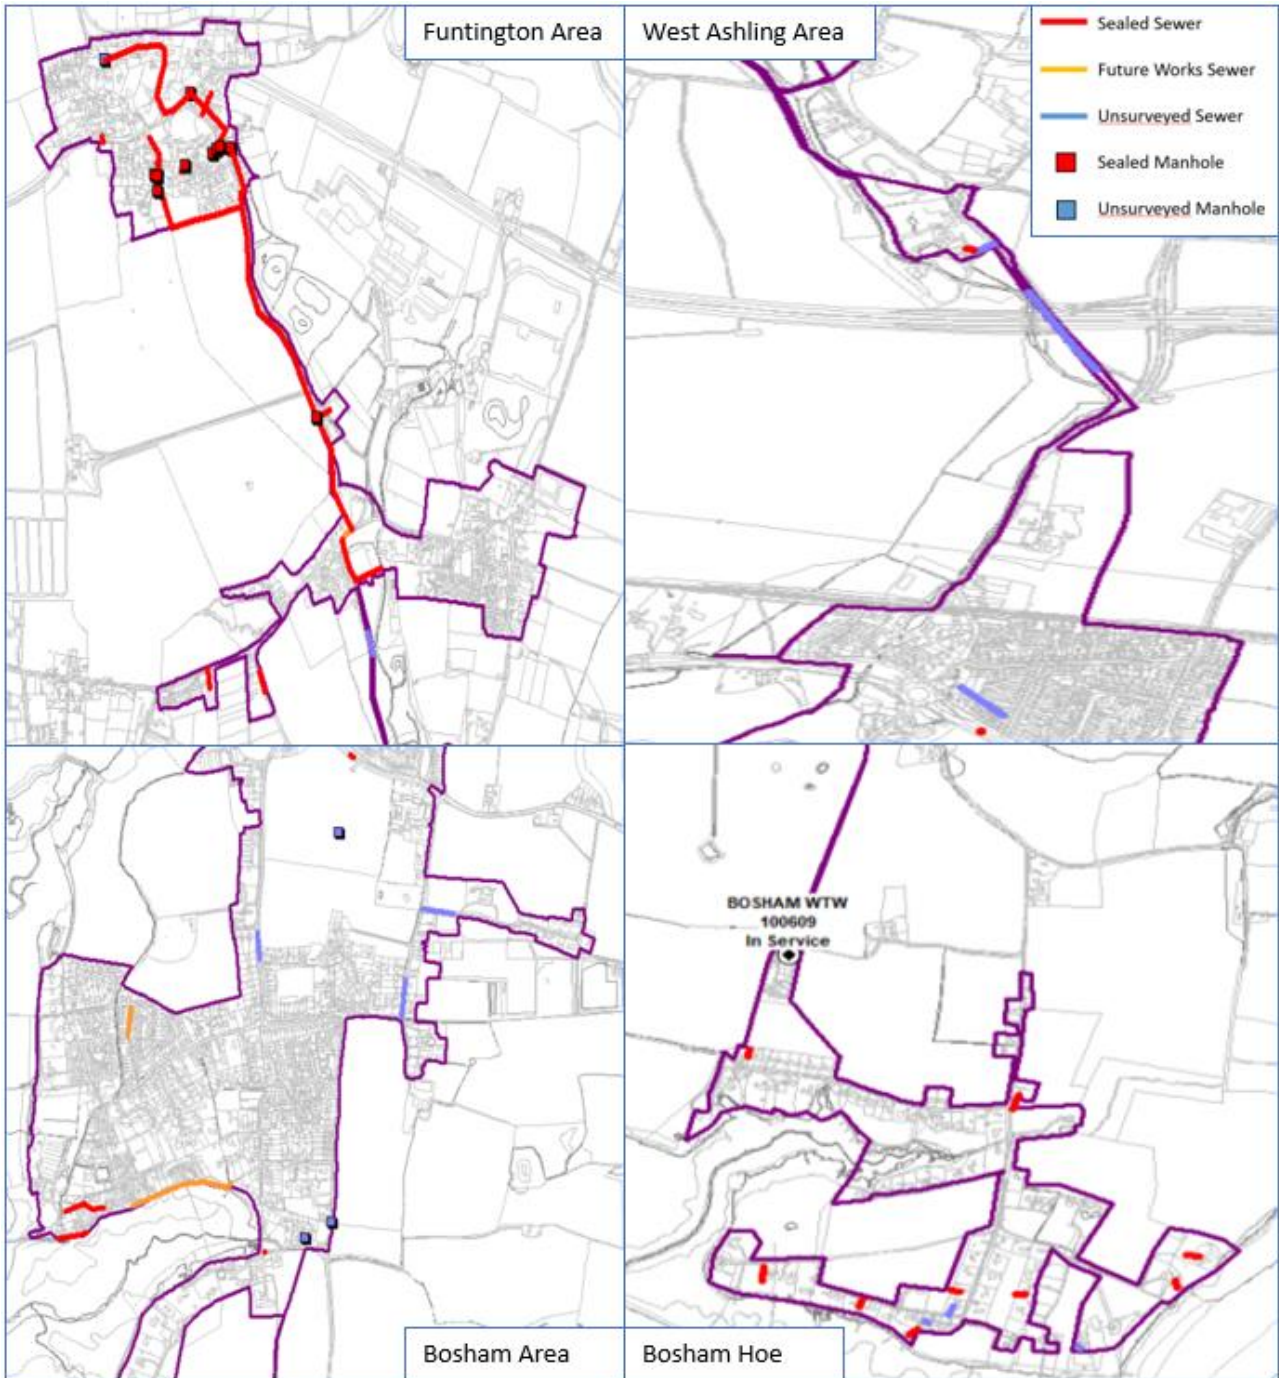 Funtington Area
West Ashling Area
Sealed Sewer
Future Works Sewer
Unsurveyed Sewer
Sealed Manhole
Unsurveyed Manhole
BOSHAM WTW
100609
In Service
Bosham Area
Bosham Hoe